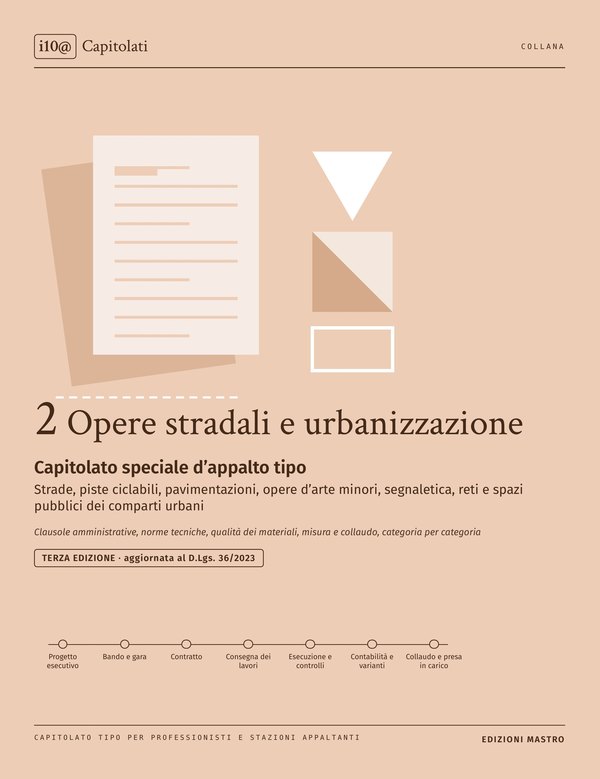 i10@ Capitolati
COLLANA
2 Opere stradali e urbanizzazione
Capitolato speciale d’appalto tipo
Strade, piste ciclabili, pavimentazioni, opere d’arte minori, segnaletica, reti e spazi
pubblici dei comparti urbani
Clausole amministrative, norme tecniche, qualità dei materiali, misura e collaudo, categoria per categoria
TERZA EDIZIONE · aggiornata al D.Lgs. 36/2023
Progetto
esecutivo
Bando e gara
Contratto
Consegna dei
lavori
Esecuzione e
controlli
Contabilità e
varianti
Collaudo e presa
in carico
CAPITOLATO TIPO PER PROFESSIONISTI E STAZIONI APPALTANTI
EDIZIONI MASTRO